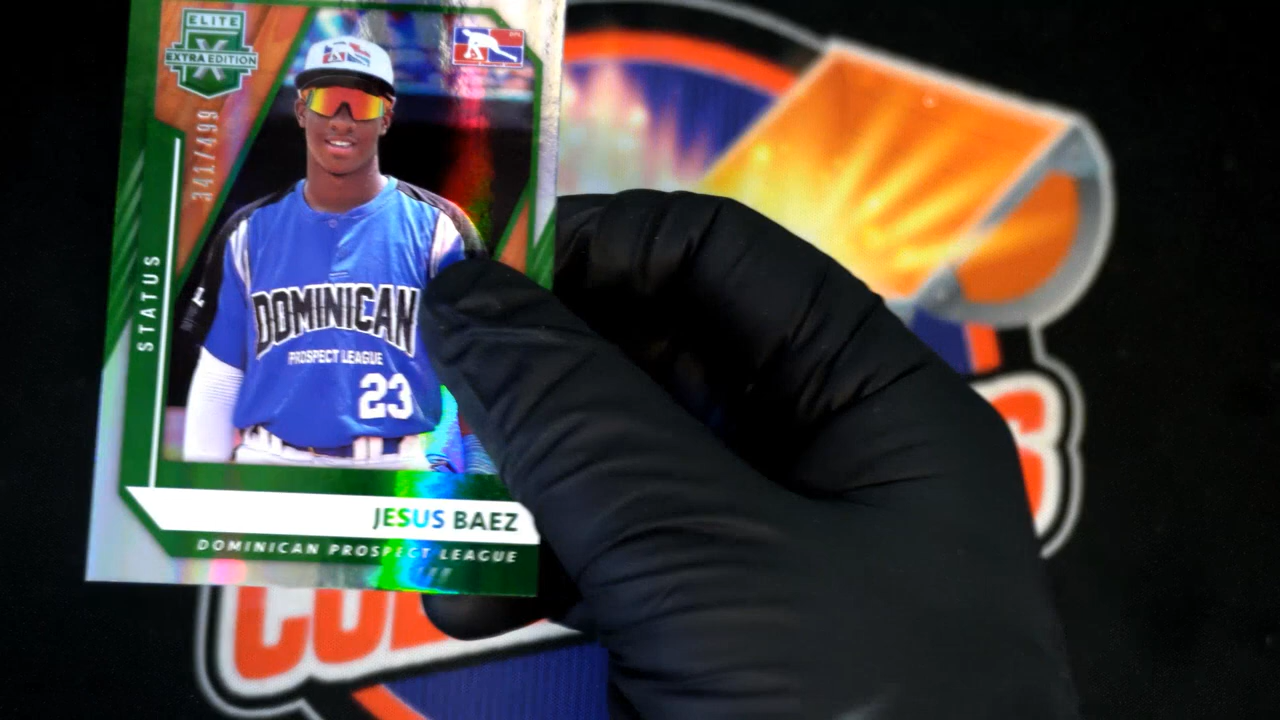 ELITE
X
EXTRA EDITION
341/499
STATUS
DOMINICAN
PROSPECT LEAGUE
23
JESUS BAEZ
DOMINICAN PROSPECT LEAGUE